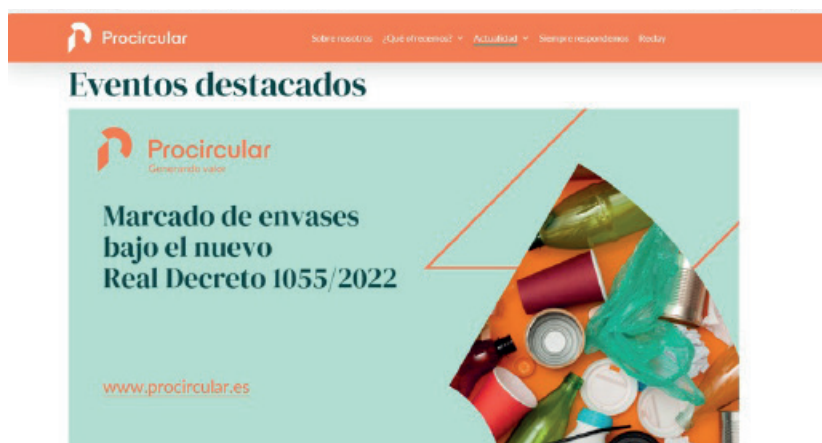 Procircular
Sobre nosotros ¿Qué ofrecemos? Actualidad Siempre respondemos Reday
Eventos destacados
Procircular
Generando valor
Marcado de envases
bajo el nuevo
Real Decreto 1055/2022
www.procircular.es